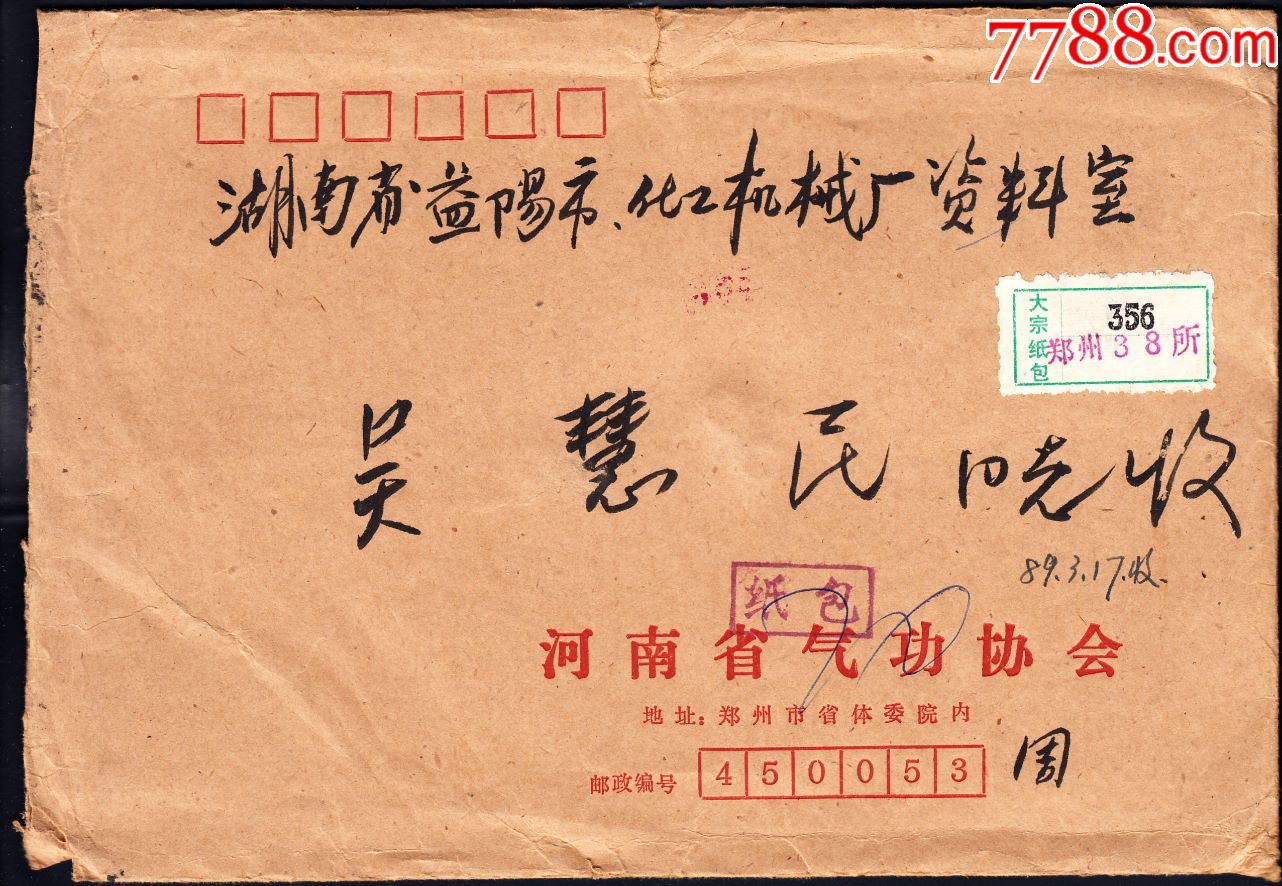 7788.com
湖南省益陽市、化工机械厂资料室
大宗纸包
356
郑州38所
吴 慧 民 收
89.3.17.收.
纸包
河南省气功协会
地址：郑州市省体委院内
邮政编号 450053
周